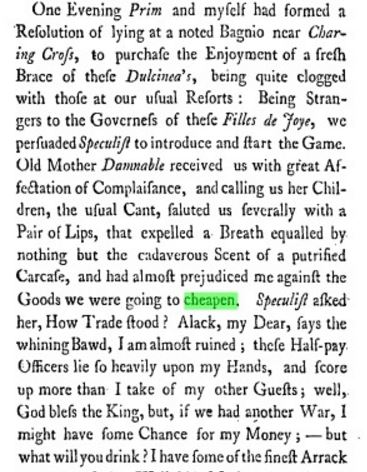 One Evening Prim and myſelf had formed a
Reſolution of lying at a noted Bagnio near Char-
ing Croſs, to purchaſe the Enjoyment of a freſh
Brace of theſe Dulcinea's, being quite clogged
with thoſe at our uſual Reſorts : Being Stran-
gers to the Governeſs of theſe Filles de Joye, we
perſuaded Speculiſt to introduce and ſtart the Game.
Old Mother Damnable received us with great Af-
fectation of Complaiſance, and calling us her Chil-
dren, the uſual Cant, ſaluted us ſeverally with a
Pair of Lips, that expelled a Breath equalled by
nothing but the cadaverous Scent of a putrified
Carcaſe, and had almoſt prejudiced me againſt the
Goods we were going to cheapen. Speculiſt aſked
her, How Trade ſtood ? Alack, my Dear, ſays the
whining Bawd, I am almoſt ruined ; theſe Half-pay
Officers lie ſo heavily upon my Hands, and ſcore
up more than I take of my other Gueſts ; well,
God bleſs the King, but, if we had another War, I
might have ſome Chance for my Money ; — but
what will you drink ? I have ſome of the fineſt Arrack